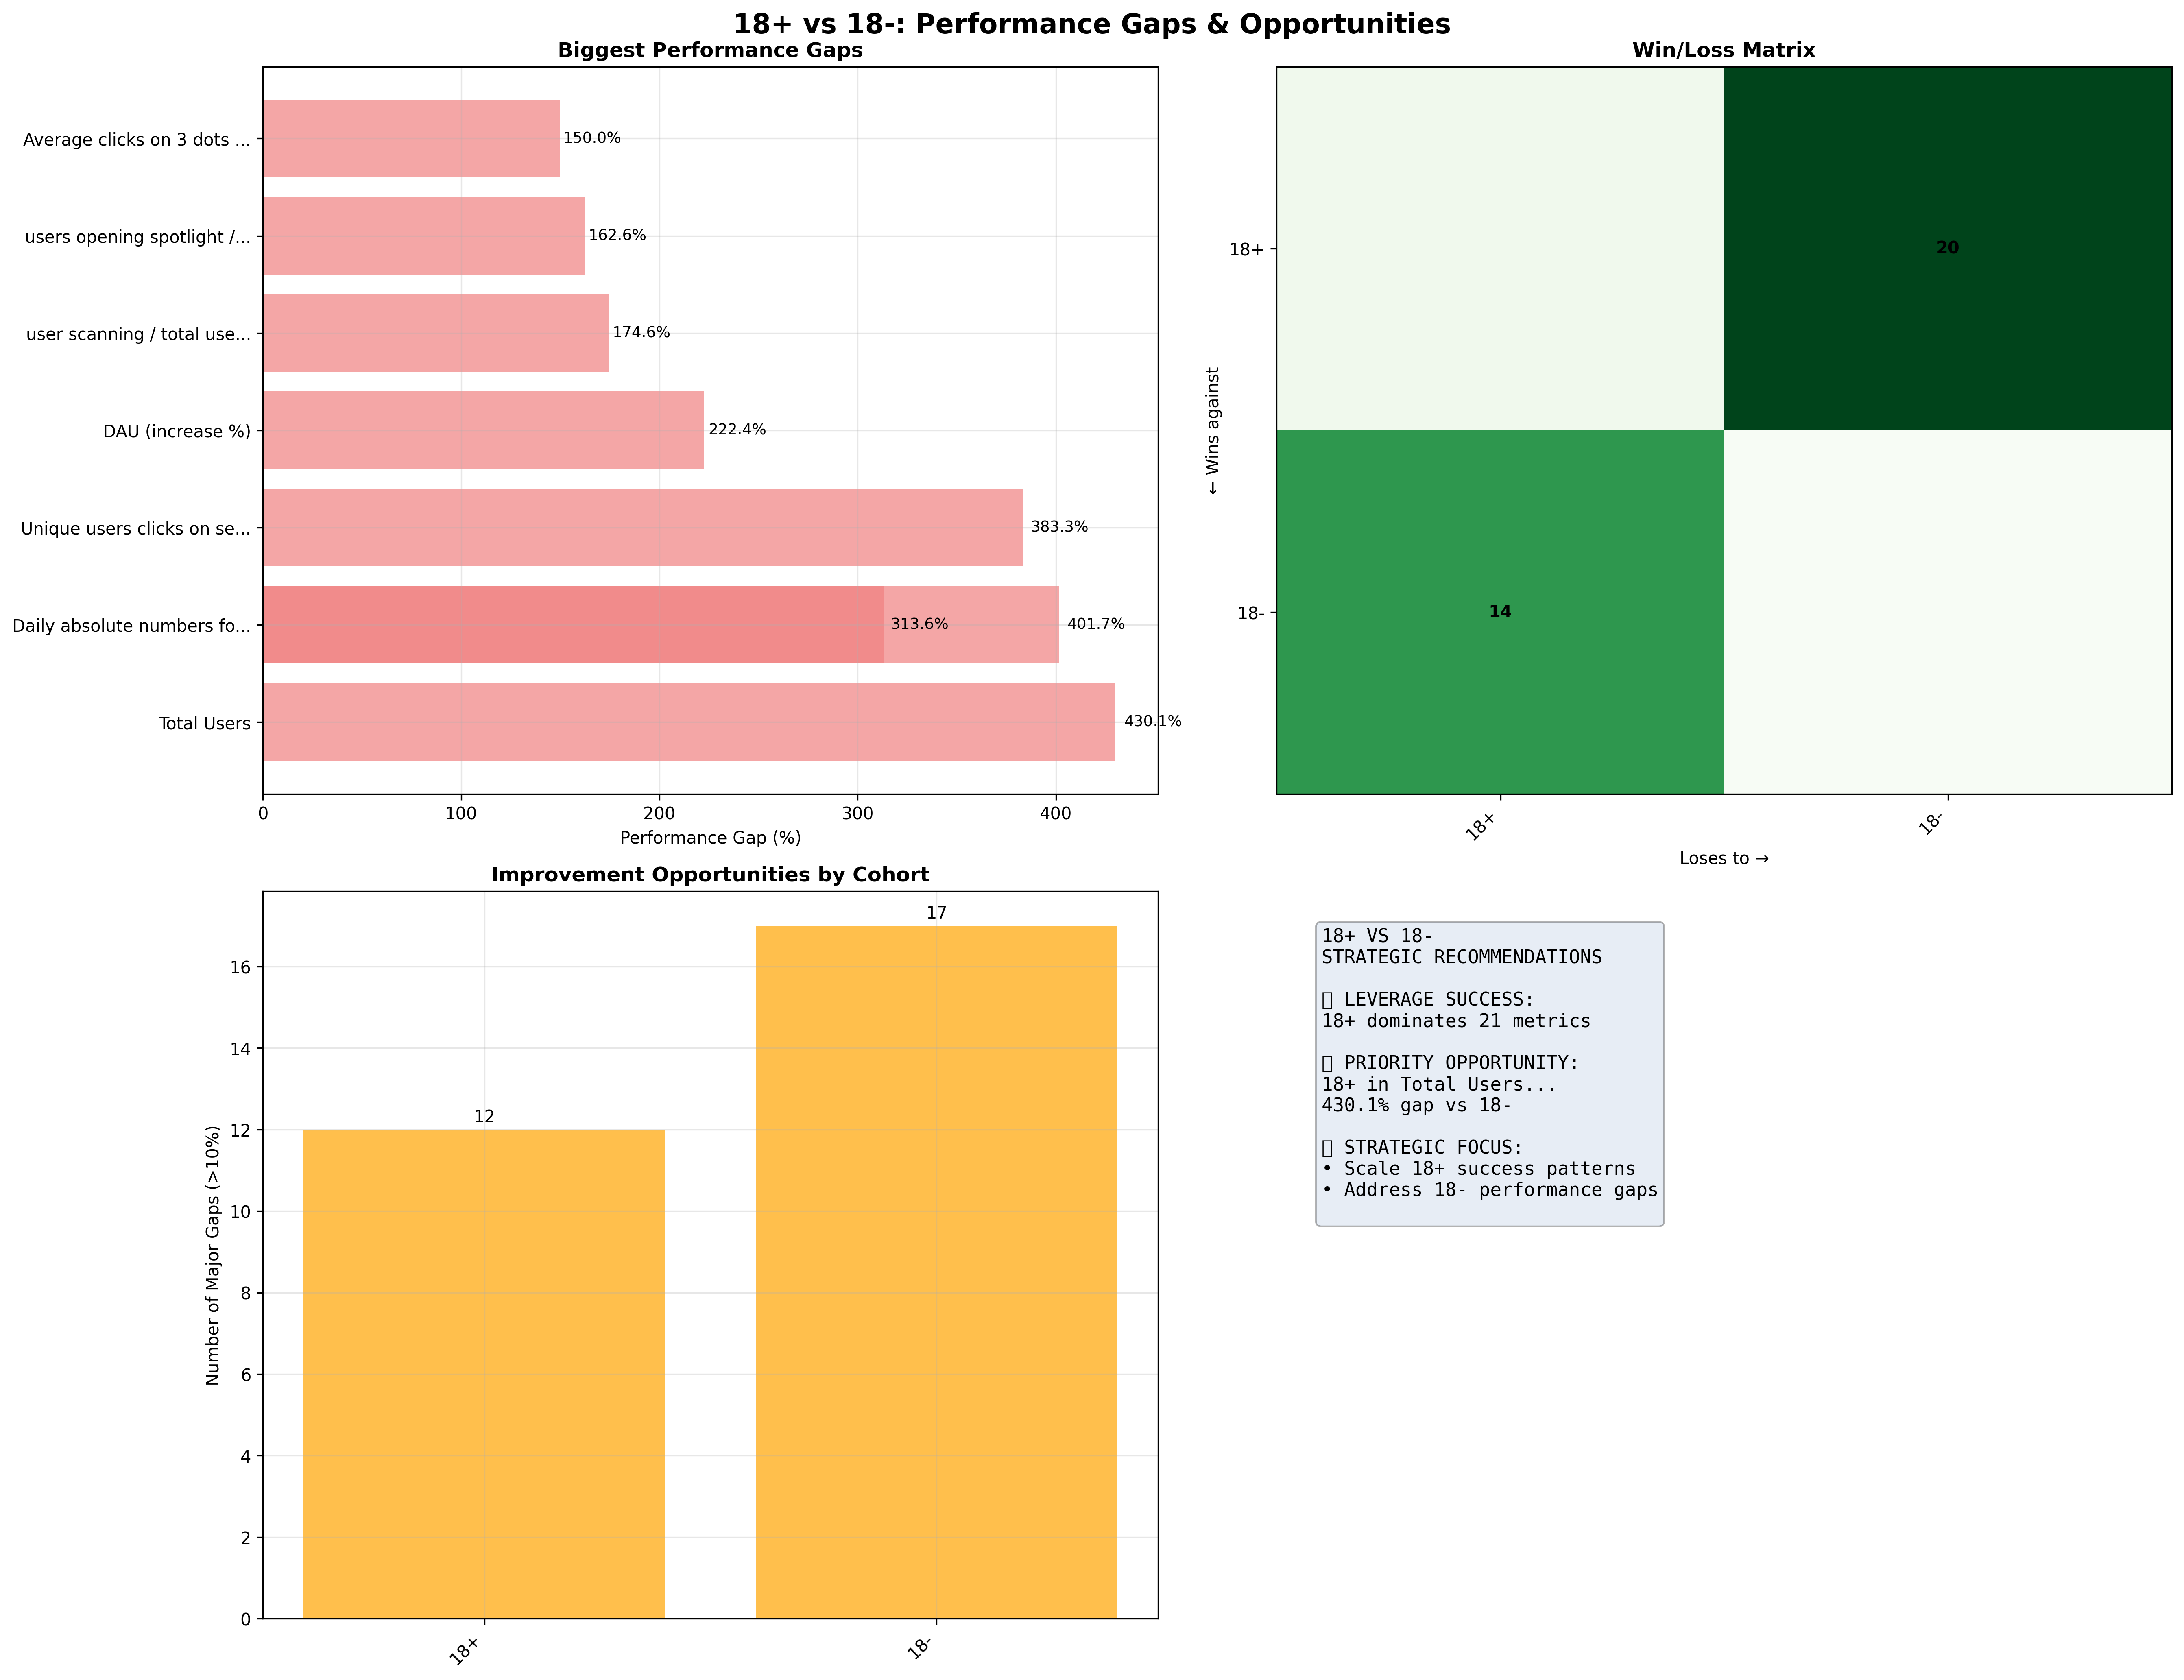 18+ vs 18-: Performance Gaps & Opportunities
Biggest Performance Gaps
Average clicks on 3 dots ...
150.0%
users opening spotlight /...
162.6%
user scanning / total use...
174.6%
DAU (increase %)
222.4%
Unique users clicks on se...
383.3%
Daily absolute numbers fo...
313.6%
401.7%
Total Users
430.1%
0
100
200
300
400
Performance Gap (%)
Win/Loss Matrix
← Wins against
18+
20
18-
14
18+
18-
Loses to →
Improvement Opportunities by Cohort
Number of Major Gaps (>10%)
16
14
12
10
8
6
4
2
0
12
17
18+
18-
18+ VS 18-
STRATEGIC RECOMMENDATIONS
LEVERAGE SUCCESS:
18+ dominates 21 metrics
PRIORITY OPPORTUNITY:
18+ in Total Users...
430.1% gap vs 18-
STRATEGIC FOCUS:
• Scale 18+ success patterns
• Address 18- performance gaps